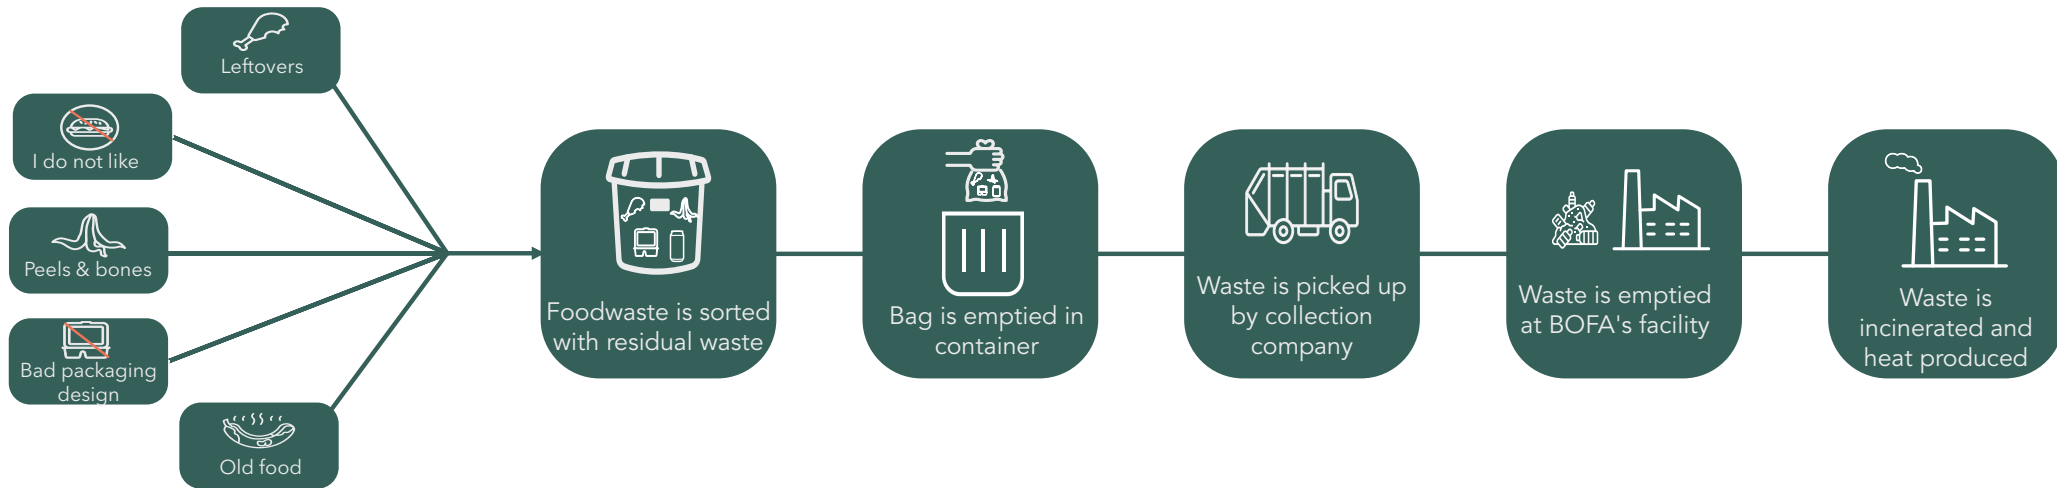 Leftovers
I do not like
Peels & bones
Bad packaging
design
Old food
Foodwaste is sorted
with residual waste
Bag is emptied in
container
Waste is picked up
by collection
company
Waste is emptied
at BOFA's facility
Waste is
incinerated and
heat produced